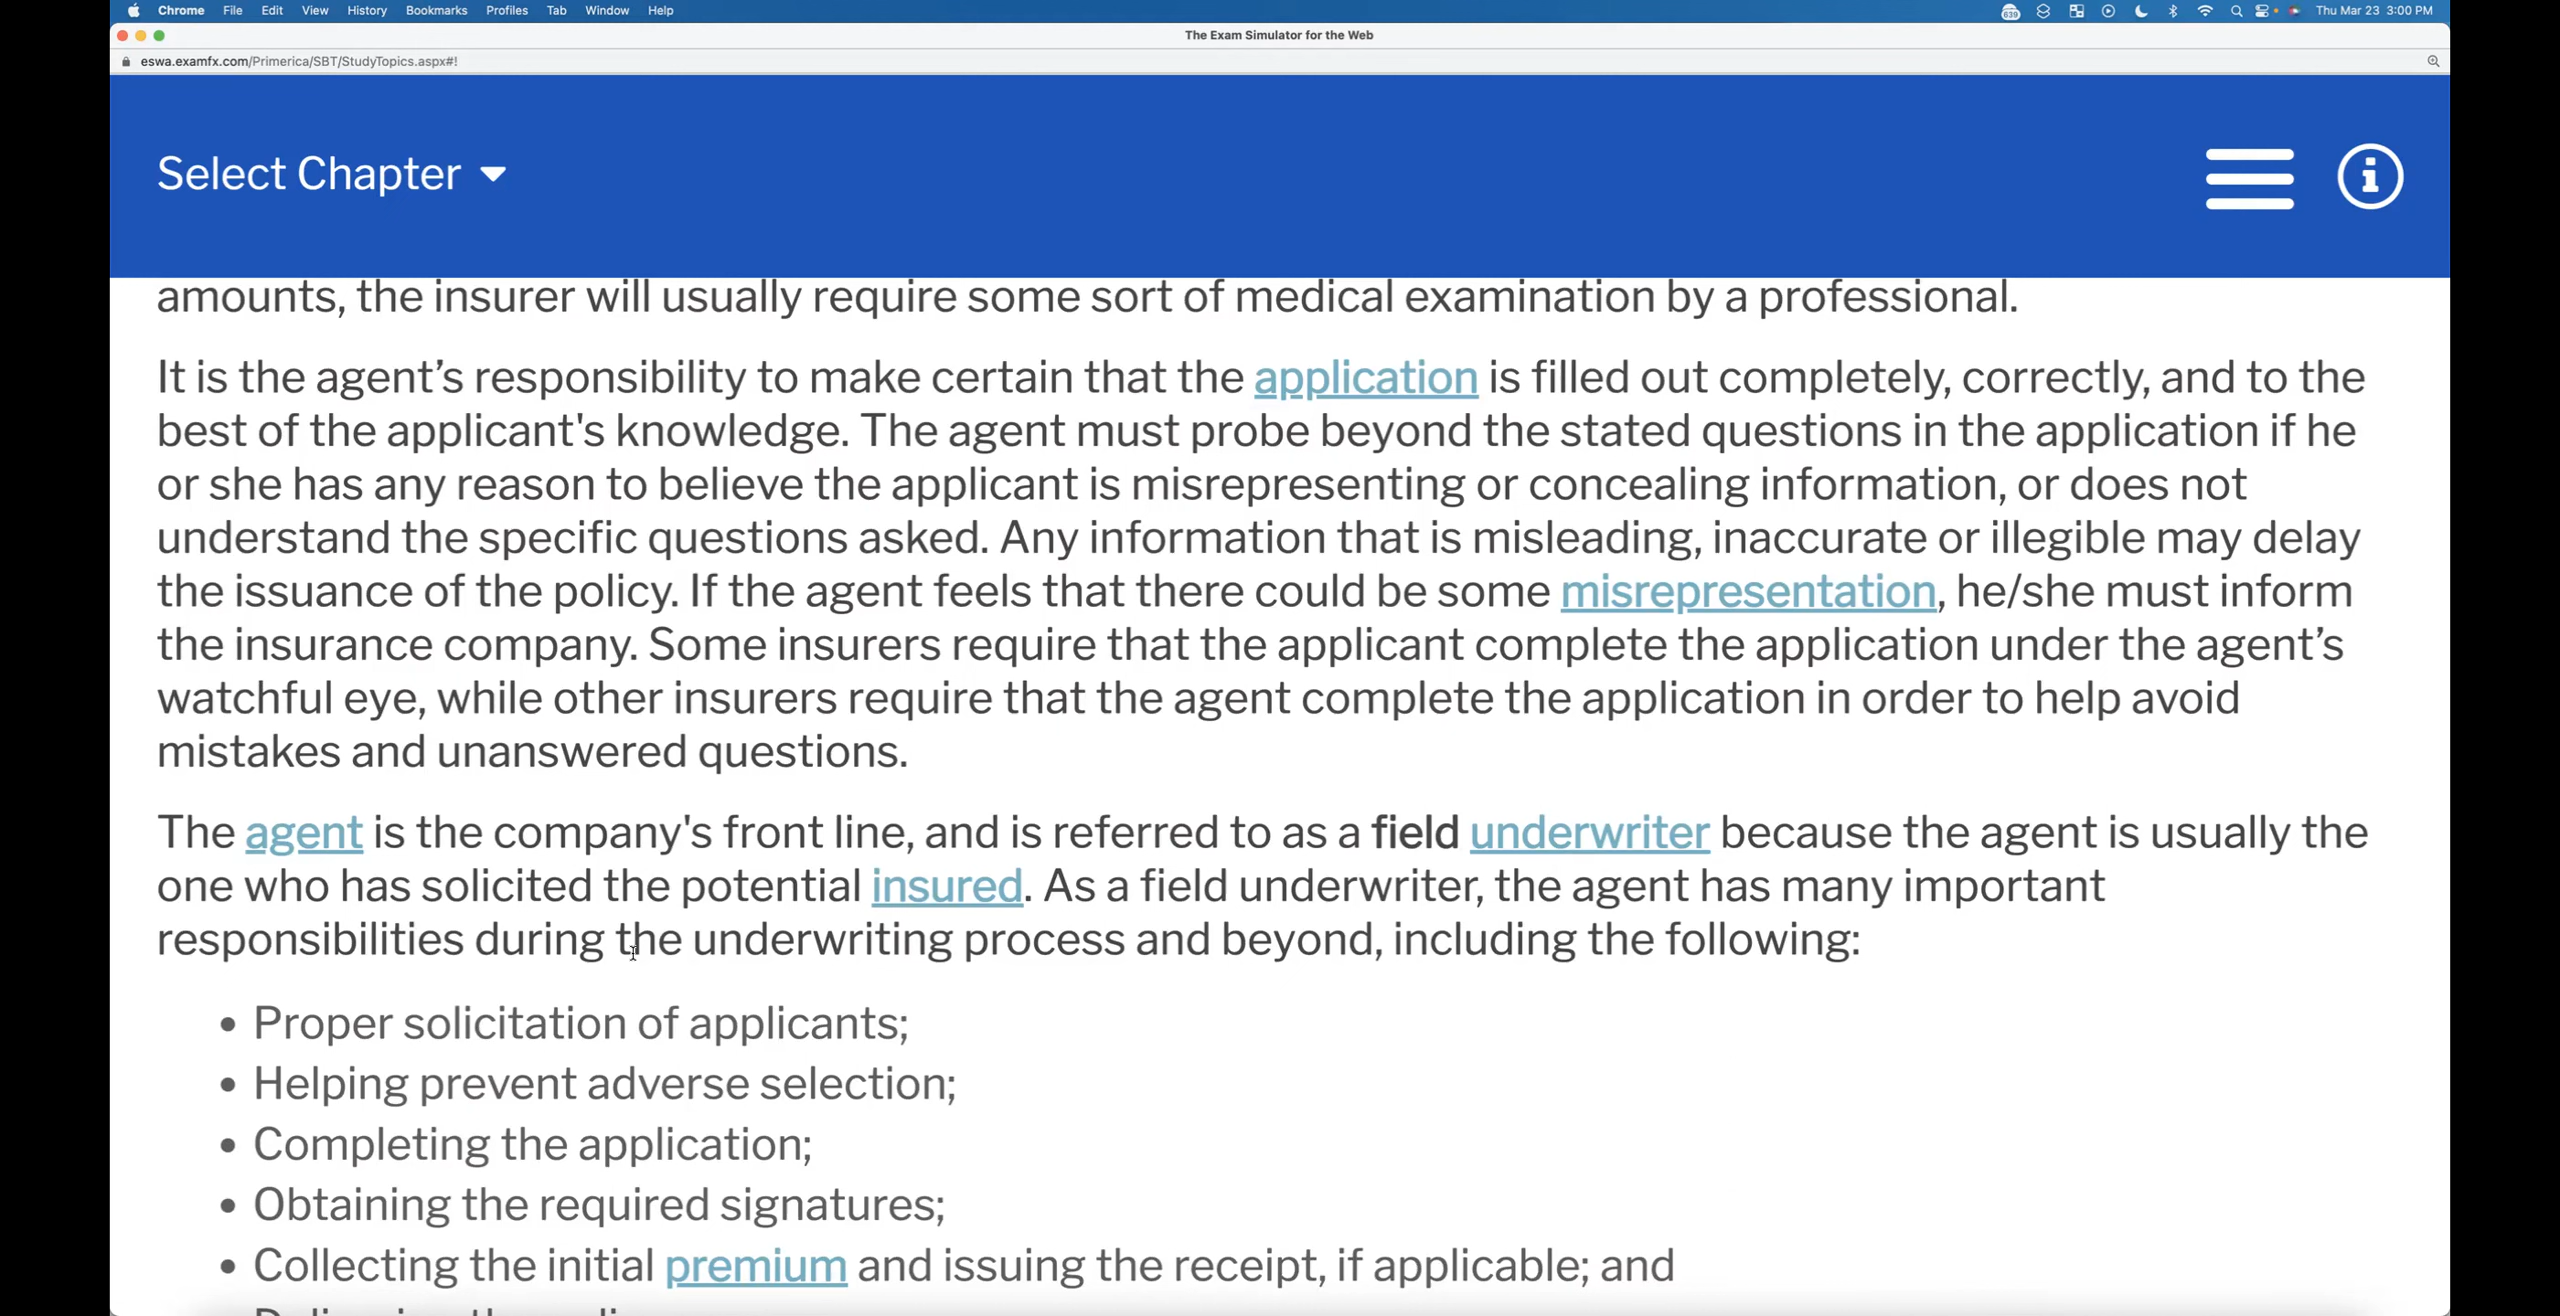 Chrome File Edit View History Bookmarks Profiles Tab Window Help 639 Thu Mar 23 3:00 PM
The Exam Simulator for the Web
eswa.examfx.com/Primerica/SBT/StudyTopics.aspx#!
Select Chapter
amounts, the insurer will usually require some sort of medical examination by a professional.
It is the agent’s responsibility to make certain that the application is filled out completely, correctly, and to the
best of the applicant's knowledge. The agent must probe beyond the stated questions in the application if he
or she has any reason to believe the applicant is misrepresenting or concealing information, or does not
understand the specific questions asked. Any information that is misleading, inaccurate or illegible may delay
the issuance of the policy. If the agent feels that there could be some misrepresentation, he/she must inform
the insurance company. Some insurers require that the applicant complete the application under the agent’s
watchful eye, while other insurers require that the agent complete the application in order to help avoid
mistakes and unanswered questions.
The agent is the company's front line, and is referred to as a field underwriter because the agent is usually the
one who has solicited the potential insured. As a field underwriter, the agent has many important
responsibilities during the underwriting process and beyond, including the following:
• Proper solicitation of applicants;
• Helping prevent adverse selection;
• Completing the application;
• Obtaining the required signatures;
• Collecting the initial premium and issuing the receipt, if applicable; and